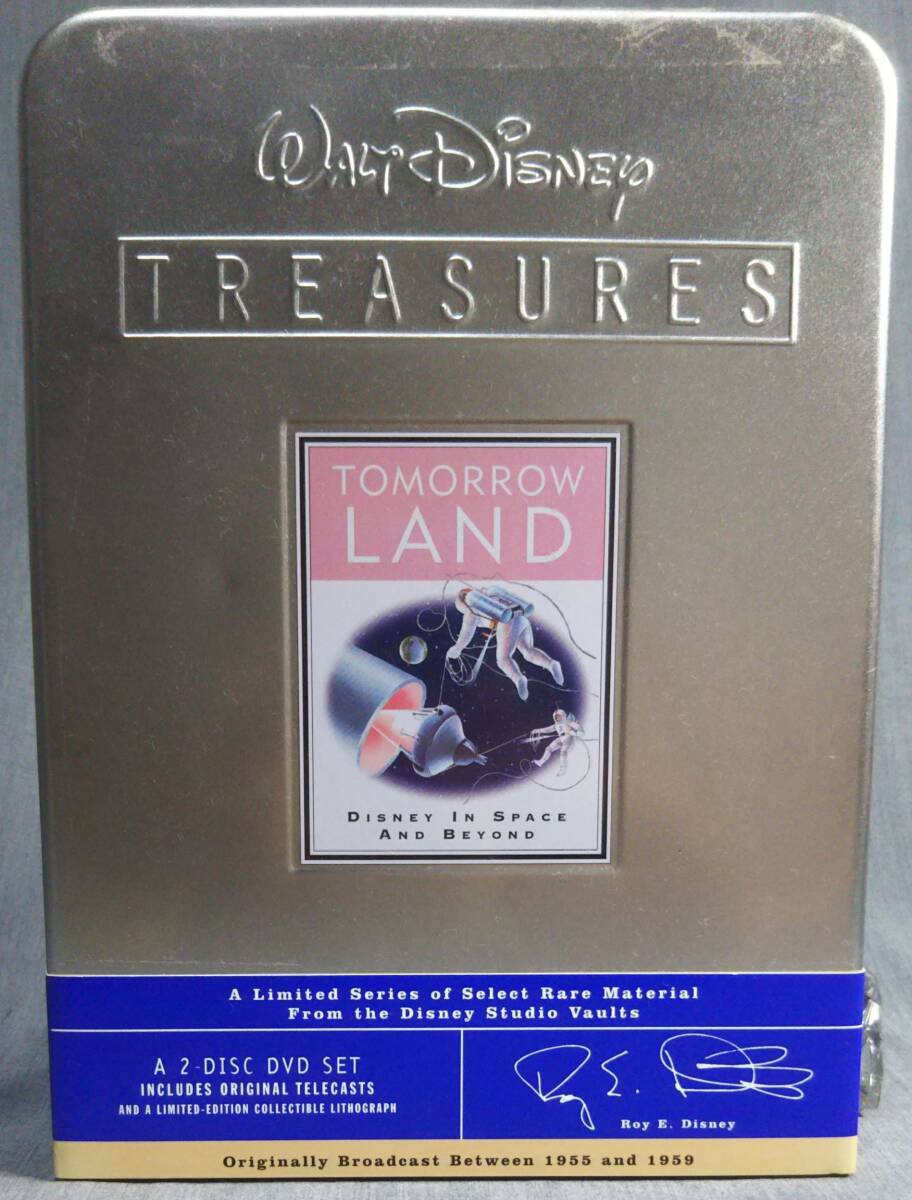 WALT DISNEY
TREASURES
TOMORROW
LAND
DISNEY IN SPACE
AND BEYOND
A Limited Series of Select Rare Material
From the Disney Studio Vaults
A 2-DISC DVD SET
INCLUDES ORIGINAL TELECASTS
AND A LIMITED-EDITION COLLECTIBLE LITHOGRAPH
Roy E. Disney
Roy E. Disney
Originally Broadcast Between 1955 and 1959